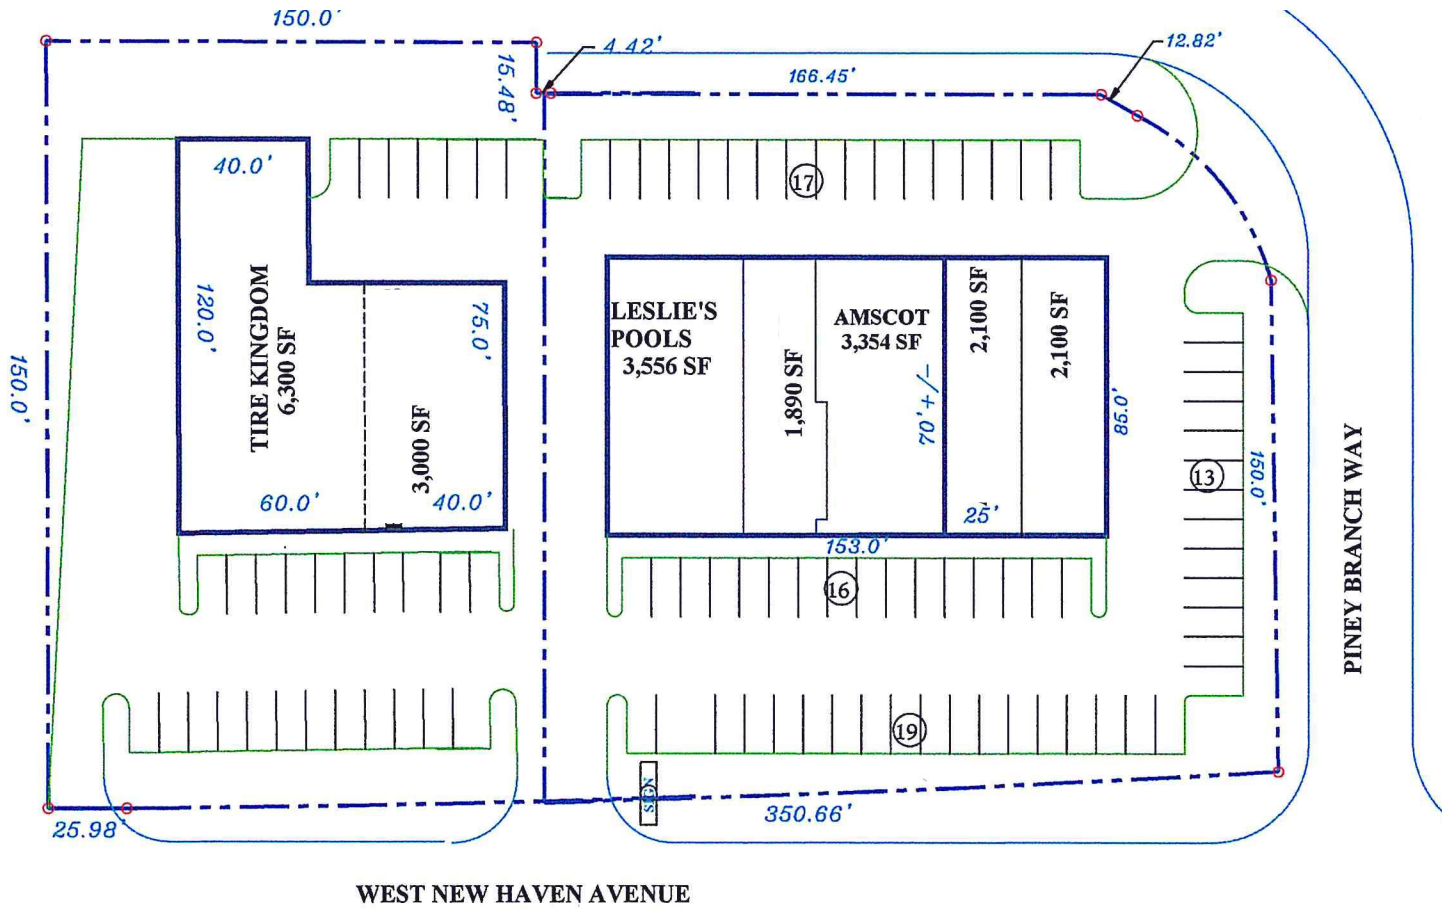 150.0'
4.42'
12.82'
15.48'
166.45'
40.0'
17
120.0'
TIRE KINGDOM
6,300 SF
75.0'
3,000 SF
60.0'
40.0'
150.0'
LESLIE'S
POOLS
3,556 SF
1,890 SF
AMSCOT
3,354 SF
70,+/-
2,100 SF
2,100 SF
85.0'
25'
153.0'
13
150.0'
16
19
SIGN
PINEY BRANCH WAY
25.98'
350.66'
WEST NEW HAVEN AVENUE